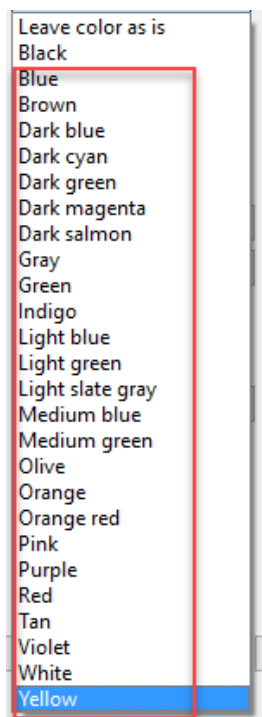 Leave color as is
Black
Blue
Brown
Dark blue
Dark cyan
Dark green
Dark magenta
Dark salmon
Gray
Green
Indigo
Light blue
Light green
Light slate gray
Medium blue
Medium green
Olive
Orange
Orange red
Pink
Purple
Red
Tan
Violet
White
Yellow